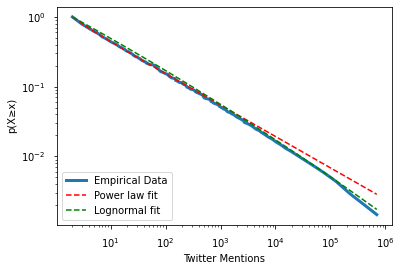 10⁰
10⁻¹
10⁻²
p(X≥x)
Empirical Data
Power law fit
Lognormal fit
10¹ 10² 10³ 10⁴ 10⁵ 10⁶
Twitter Mentions